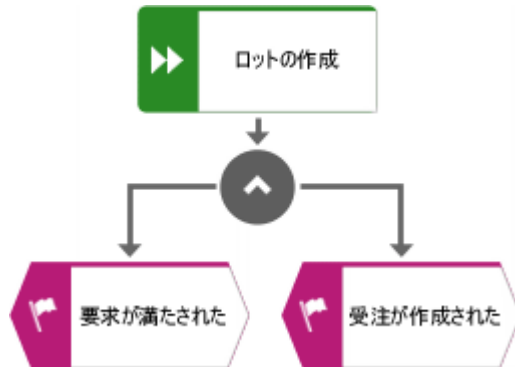 ロットの作成
要求が満たされた
受注が作成された